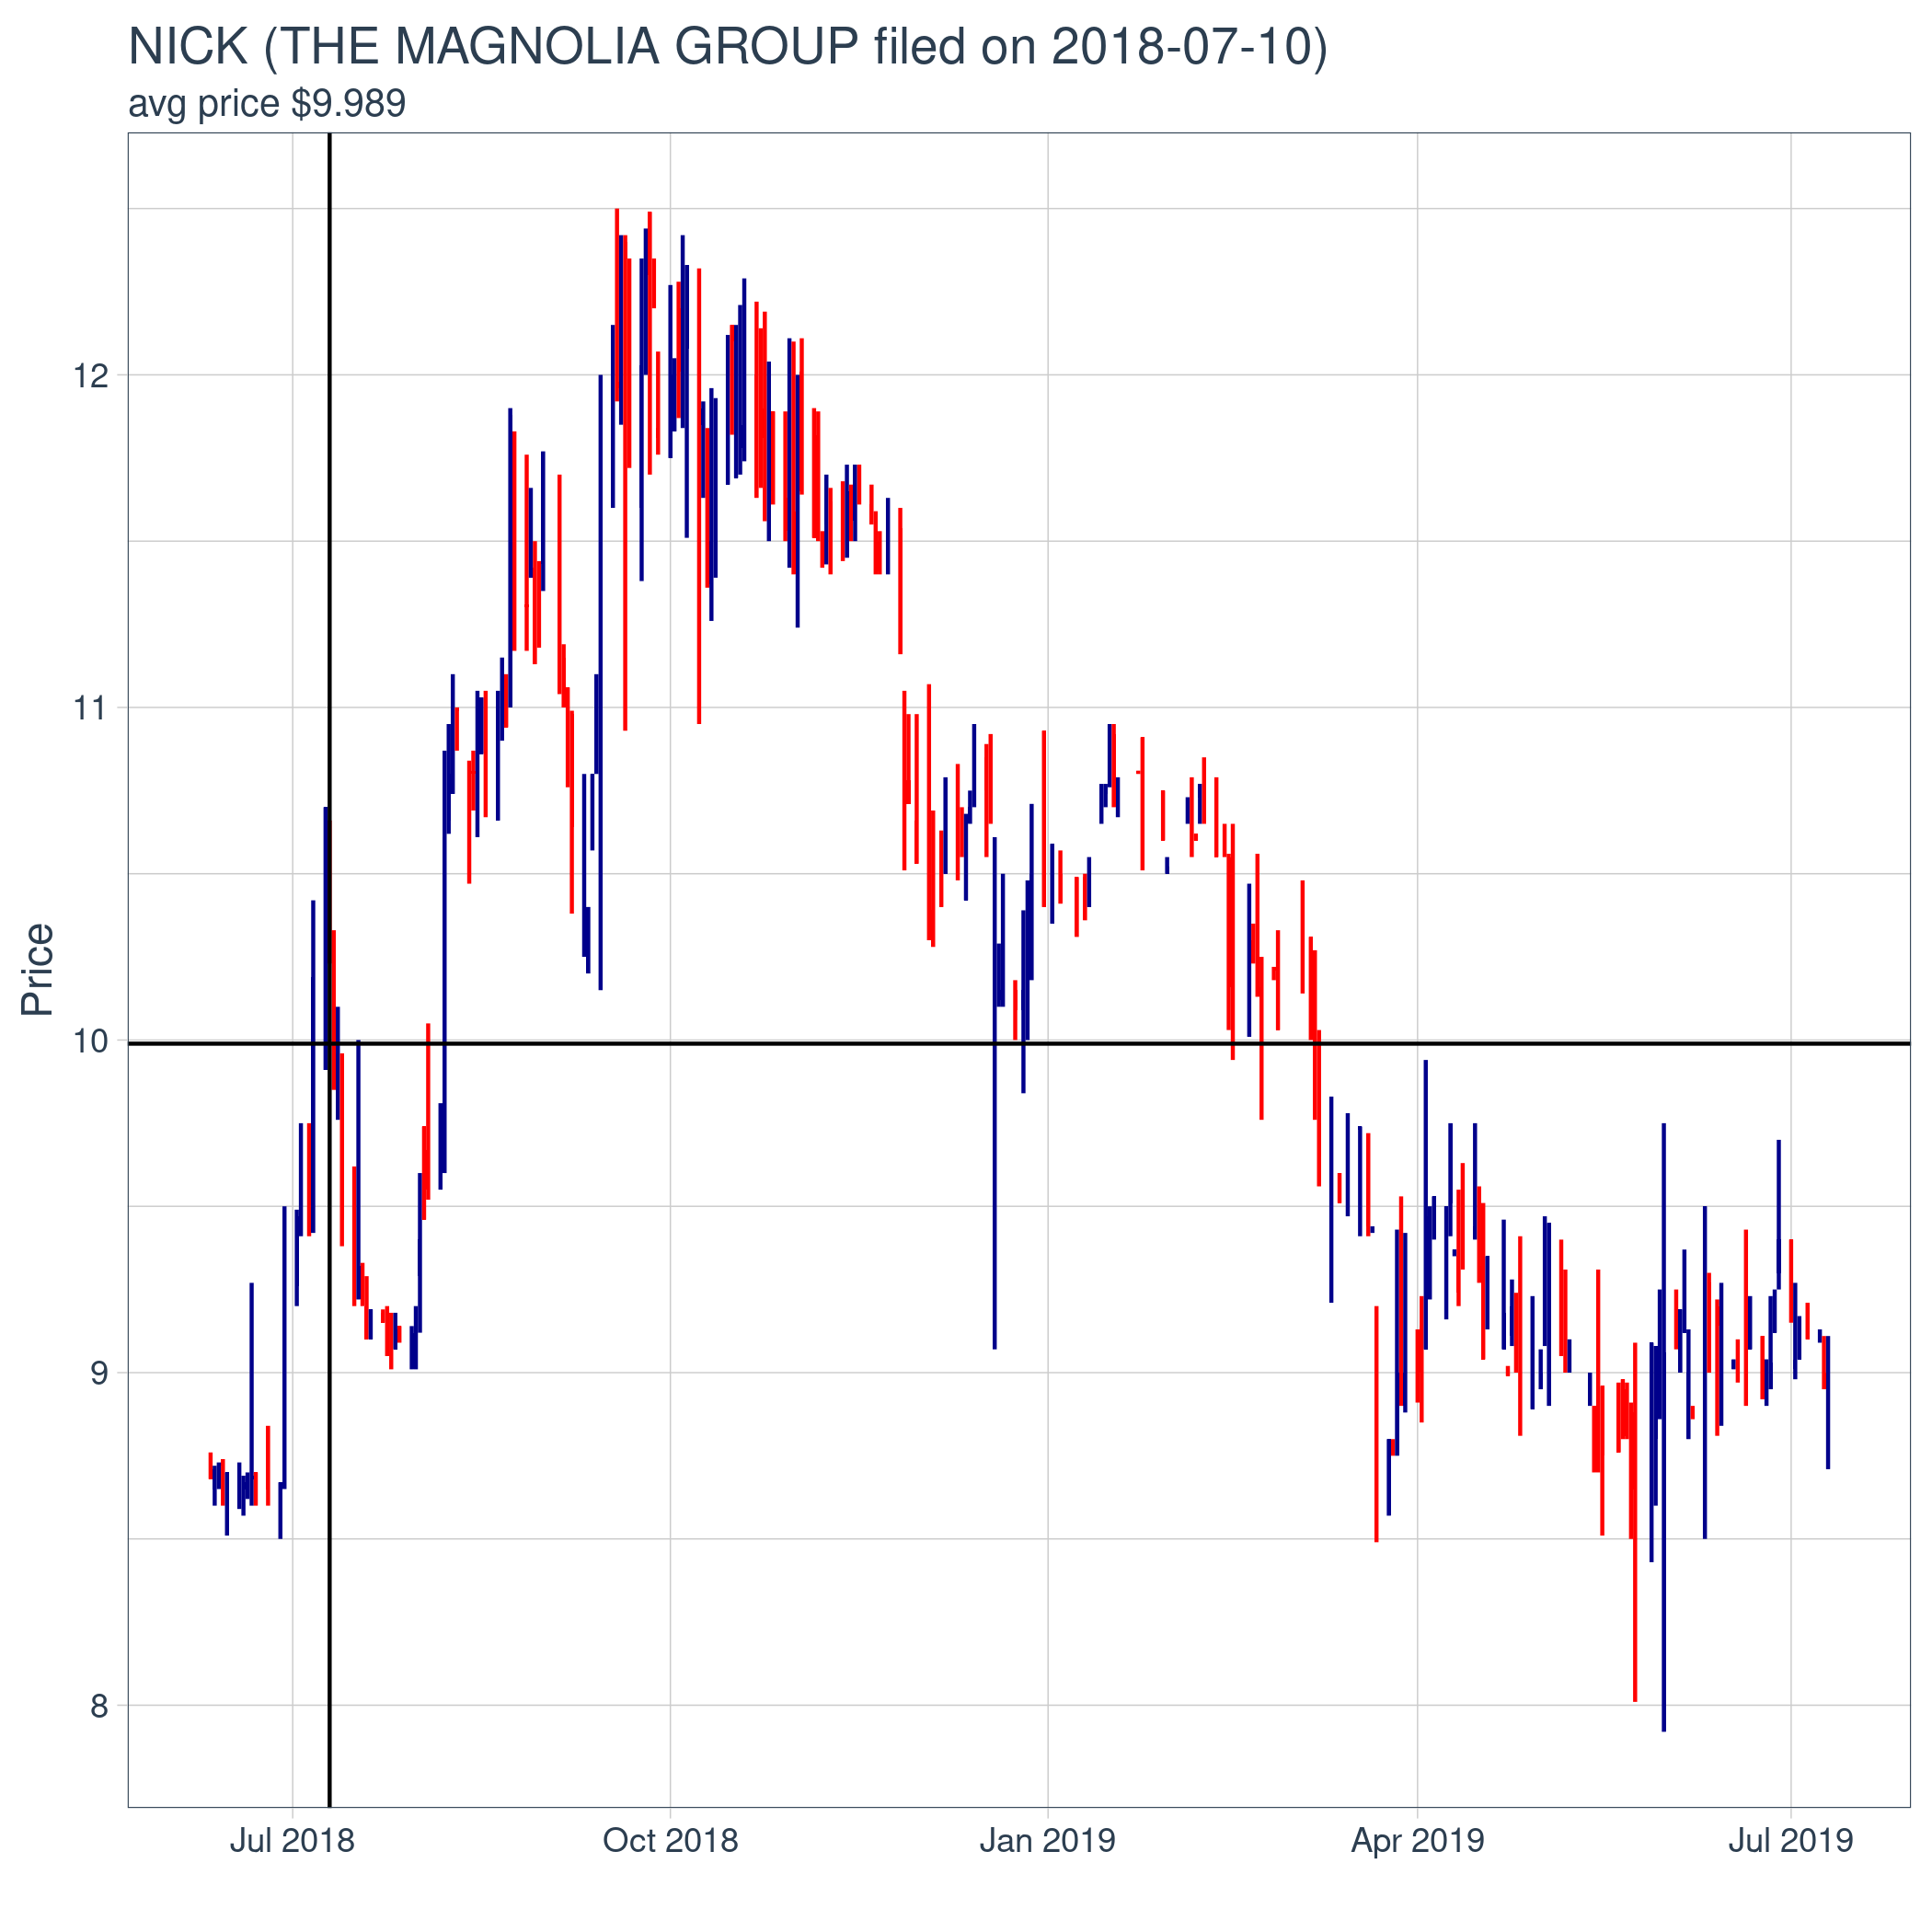 NICK (THE MAGNOLIA GROUP filed on 2018-07-10)
avg price $9.989
Price
12
11
10
9
8
Jul 2018
Oct 2018
Jan 2019
Apr 2019
Jul 2019